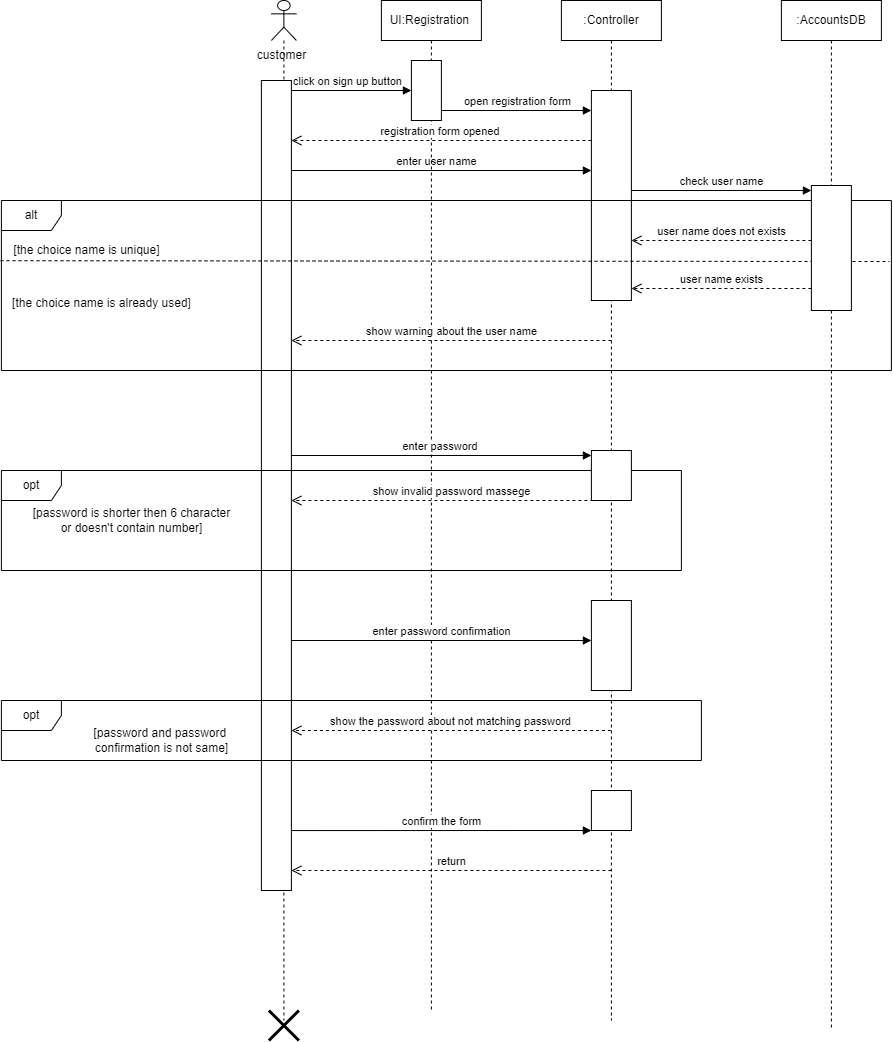 UI:Registration
:Controller
:AccountsDB
customer
click on sign up button
open registration form
registration form opened
enter user name
check user name
alt
user name does not exists
[the choice name is unique]
user name exists
[the choice name is already used]
show warning about the user name
enter password
opt
show invalid password massege
[password is shorter then 6 character
or doesn't contain number]
enter password confirmation
opt
show the password about not matching password
[password and password
confirmation is not same]
confirm the form
return